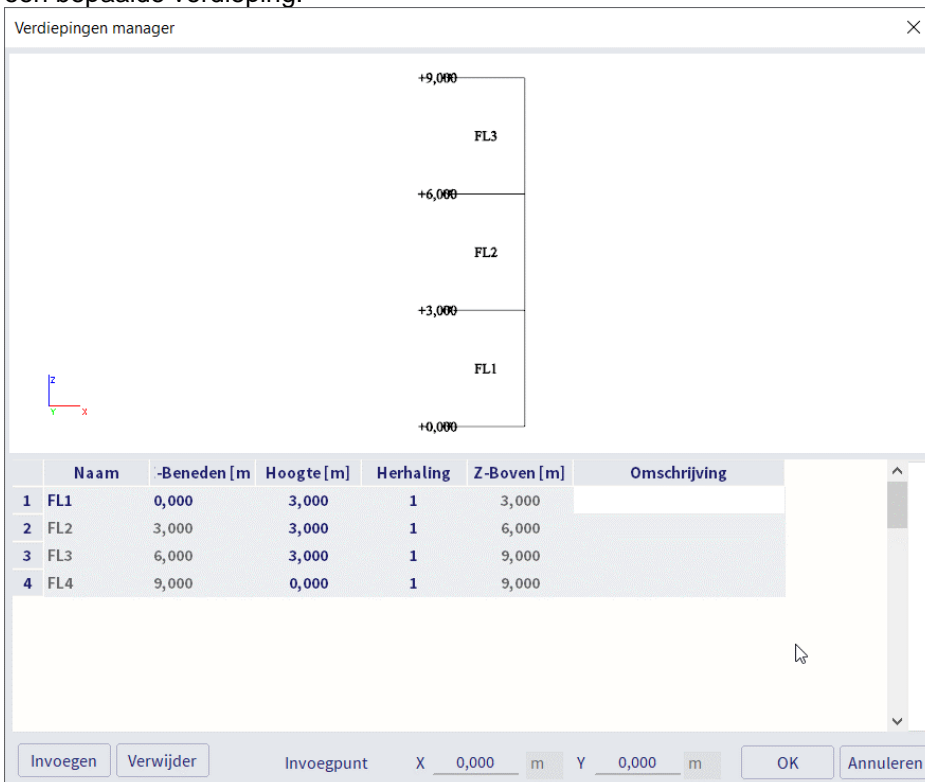 een bepaalde verdieping.
Verdiepingen manager
+9,000
FL3
+6,000
FL2
+3,000
FL1
+0,000
Z
Y X
Naam -Beneden [m Hoogte [m] Herhaling Z-Boven [m] Omschrijving
1 FL1 0,000 3,000 1 3,000
2 FL2 3,000 3,000 1 6,000
3 FL3 6,000 3,000 1 9,000
4 FL4 9,000 0,000 1 9,000
Invoegen Verwijder Invoegpunt X 0,000 m Y 0,000 m OK Annuleren